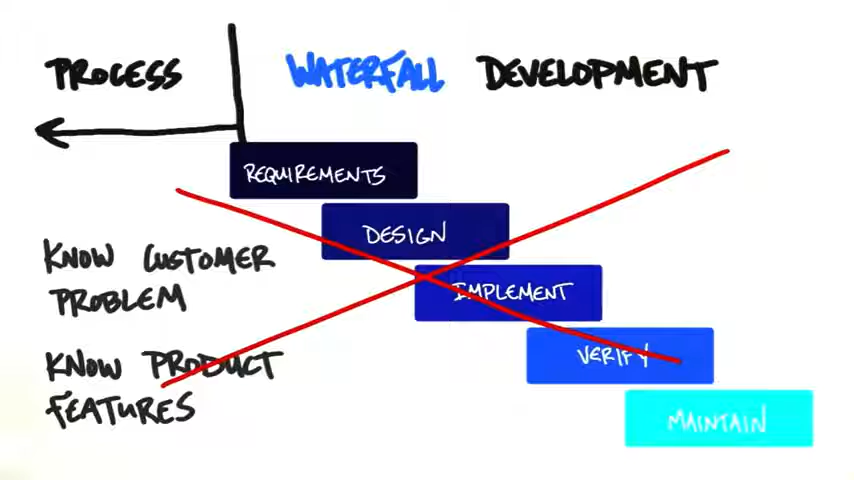 PROCESS
WATERFALL DEVELOPMENT
REQUIREMENTS
DESIGN
KNOW CUSTOMER
PROBLEM
IMPLEMENT
KNOW PRODUCT
FEATURES
VERIFY
MAINTAIN